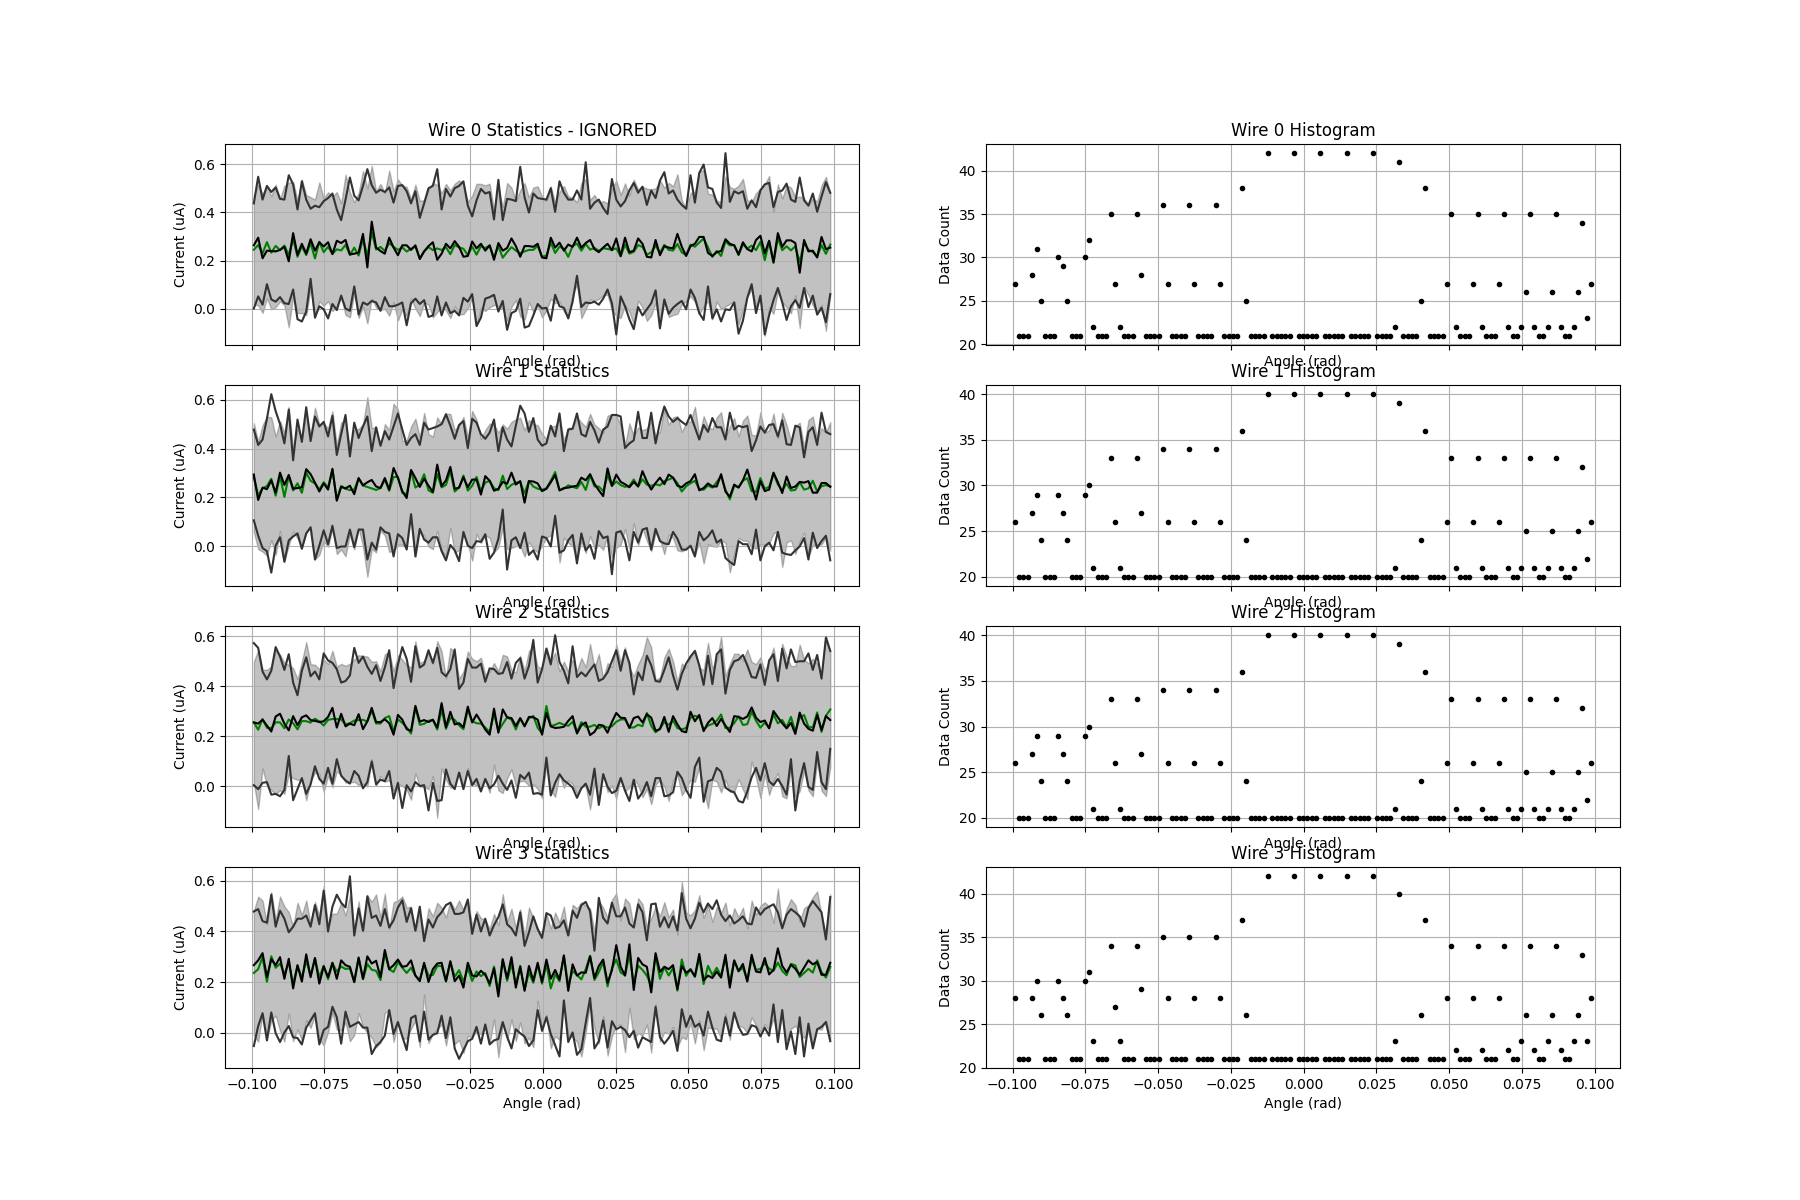 Wire 0 Statistics - IGNORED
Current (uA)
0.6
0.4
0.2
0.0
Angle (rad)
Wire 0 Histogram
Data Count
40
35
30
25
20
Angle (rad)
Wire 1 Statistics
Current (uA)
0.6
0.4
0.2
0.0
Angle (rad)
Wire 1 Histogram
Data Count
40
35
30
25
20
Angle (rad)
Wire 2 Statistics
Current (uA)
0.6
0.4
0.2
0.0
Angle (rad)
Wire 2 Histogram
Data Count
40
35
30
25
20
Angle (rad)
Wire 3 Statistics
Current (uA)
0.6
0.4
0.2
0.0
−0.100 −0.075 −0.050 −0.025 0.000 0.025 0.050 0.075 0.100
Angle (rad)
Wire 3 Histogram
Data Count
40
35
30
25
20
−0.100 −0.075 −0.050 −0.025 0.000 0.025 0.050 0.075 0.100
Angle (rad)